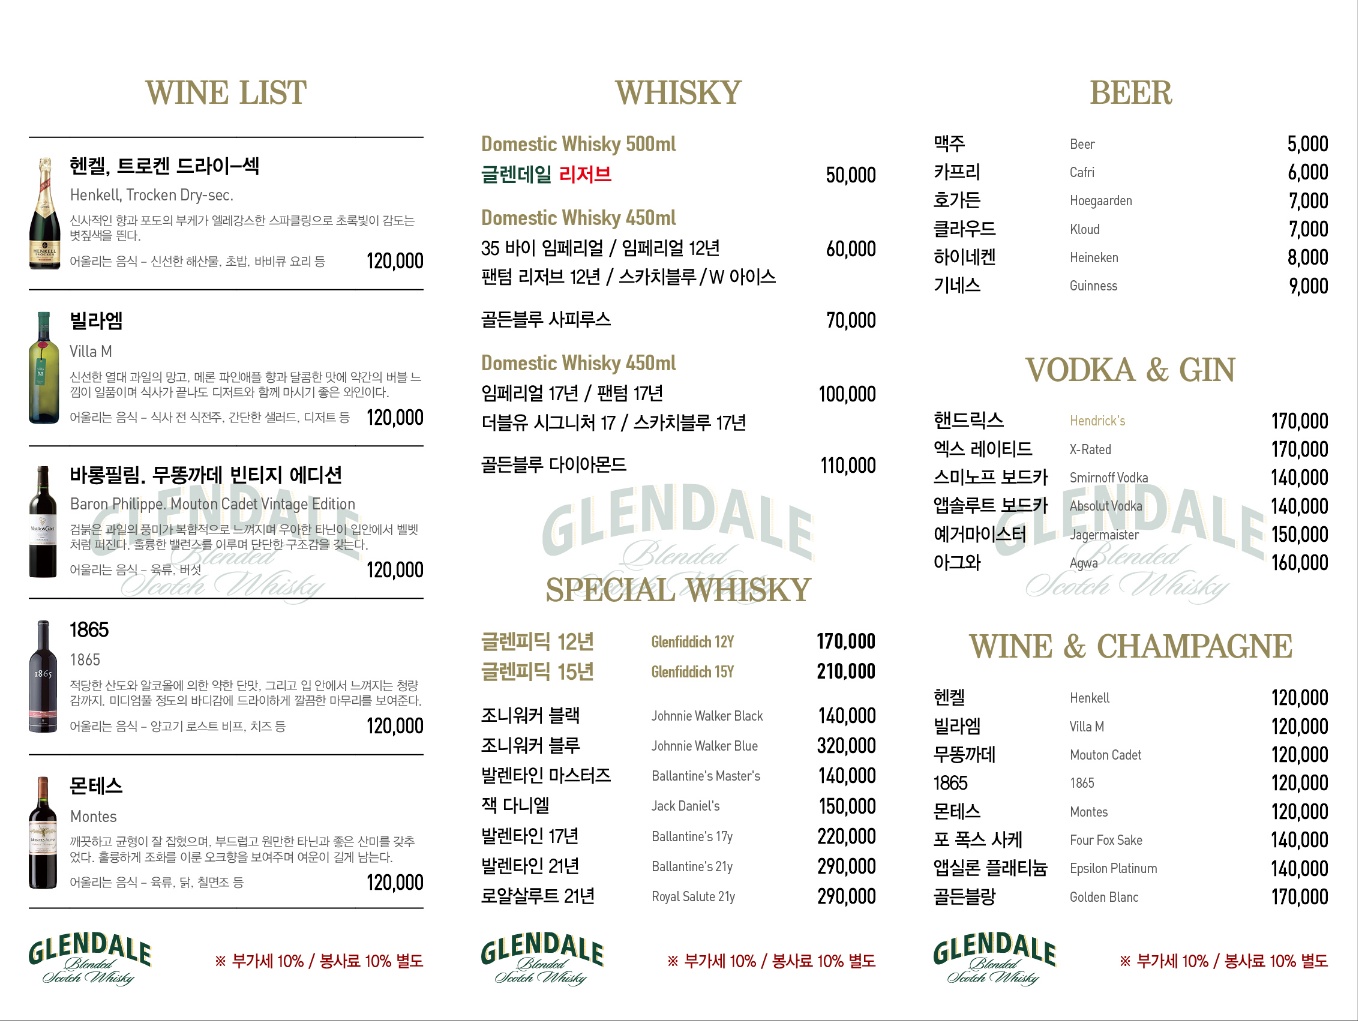 WINE LIST
헨켈, 트로켄 드라이-섹
Henkell, Trocken Dry-sec.
신사적인 향과 포도의 부케가 엘레강스한 스파클링으로 초록빛이 감도는
볏짚색을 띈다.
어울리는 음식 - 신선한 해산물, 초밥, 바비큐 요리 등 120,000
빌라엠
Villa M
신선한 열대 과일의 망고, 메론 파인애플 향과 달콤한 맛에 약간의 버블 느
낌이 일품이며 식사가 끝나도 디저트와 함께 마시기 좋은 와인이다.
어울리는 음식 - 식사 전 식전주, 간단한 샐러드, 디저트 등 120,000
바롱필립. 무똥까데 빈티지 에디션
Baron Philippe. Mouton Cadet Vintage Edition
검붉은 과일의 풍미가 복합적으로 느껴지며 우아한 타닌이 입안에서 벨벳
처럼 퍼진다. 훌륭한 밸런스를 이루며 단단한 구조감을 갖는다.
어울리는 음식 - 육류, 버섯 120,000
1865
1865
적당한 산도와 알코올에 의한 약한 단맛, 그리고 입 안에서 느껴지는 청량
감까지, 미디엄풀 정도의 바디감에 드라이하게 깔끔한 마무리를 보여준다.
어울리는 음식 - 양고기 로스트 비프, 치즈 등 120,000
몬테스
Montes
깨끗하고 균형이 잘 잡혔으며, 부드럽고 원만한 타닌과 좋은 산미를 갖추
었다. 훌륭하게 조화를 이룬 오크향을 보여주며 여운이 길게 남는다.
어울리는 음식 - 육류, 닭, 칠면조 등 120,000
GLENDALE
Blended
Scotch Whisky
※ 부가세 10% / 봉사료 10% 별도
WHISKY
Domestic Whisky 500ml
글렌데일 리저브 50,000
Domestic Whisky 450ml
35 바이 임페리얼 / 임페리얼 12년 60,000
팬텀 리저브 12년 / 스카치블루/W 아이스
골든블루 사피루스 70,000
Domestic Whisky 450ml
임페리얼 17년 / 팬텀 17년 100,000
더블유 시그니처 17 / 스카치블루 17년
골든블루 다이아몬드 110,000
GLENDALE
Blended
Scotch Whisky
SPECIAL WHISKY
글렌피딕 12년 Glenfiddich 12Y 170,000
글렌피딕 15년 Glenfiddich 15Y 210,000
조니워커 블랙 Johnnie Walker Black 140,000
조니워커 블루 Johnnie Walker Blue 320,000
발렌타인 마스터즈 Ballantine's Master's 140,000
잭 다니엘 Jack Daniel's 150,000
발렌타인 17년 Ballantine's 17y 220,000
발렌타인 21년 Ballantine's 21y 290,000
로얄살루트 21년 Royal Salute 21y 290,000
GLENDALE
Blended
Scotch Whisky
※ 부가세 10% / 봉사료 10% 별도
BEER
맥주 Beer 5,000
카프리 Cafri 6,000
호가든 Hoegaarden 7,000
클라우드 Kloud 7,000
하이네켄 Heineken 8,000
기네스 Guinness 9,000
VODKA & GIN
핸드릭스 Hendrick's 170,000
엑스 레이티드 X-Rated 170,000
스미노프 보드카 Smirnoff Vodka 140,000
앱솔루트 보드카 Absolut Vodka 140,000
예거마이스터 Jagermaister 150,000
아그와 Agwa 160,000
GLENDALE
Blended
Scotch Whisky
WINE & CHAMPAGNE
헨켈 Henkell 120,000
빌라엠 Villa M 120,000
무똥까데 Mouton Cadet 120,000
1865 1865 120,000
몬테스 Montes 120,000
포 폭스 사케 Four Fox Sake 140,000
앱실론 플래티늄 Epsilon Platinum 140,000
골든블랑 Golden Blanc 170,000
GLENDALE
Blended
Scotch Whisky
※ 부가세 10% / 봉사료 10% 별도